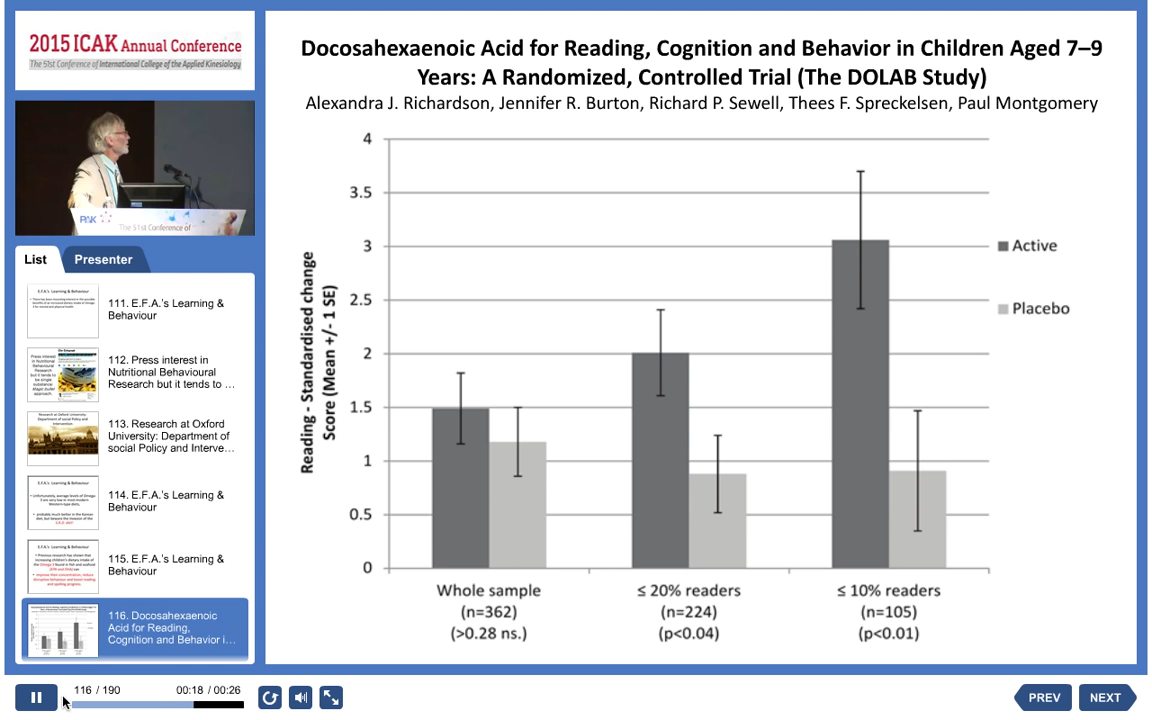 2015 ICAK Annual Conference
The 51st Conference of International College of the Applied Kinesiology
PAK
The 51st Conference of
List
Presenter
111. E.F.A.'s Learning &
Behaviour
112. Press interest in
Nutritional Behavioural
Research but it tends to …
113. Research at Oxford
University: Department of
social Policy and Interve…
114. E.F.A.'s Learning &
Behaviour
115. E.F.A.'s Learning &
Behaviour
116. Docosahexaenoic
Acid for Reading,
Cognition and Behavior i…
Docosahexaenoic Acid for Reading, Cognition and Behavior in Children Aged 7–9
Years: A Randomized, Controlled Trial (The DOLAB Study)
Alexandra J. Richardson, Jennifer R. Burton, Richard P. Sewell, Thees F. Spreckelsen, Paul Montgomery
Reading - Standardised change
Score (Mean +/- 1 SE)
4
3.5
3
2.5
2
1.5
1
0.5
0
Active
Placebo
Whole sample
(n=362)
(>0.28 ns.)
≤ 20% readers
(n=224)
(p<0.04)
≤ 10% readers
(n=105)
(p<0.01)
116 / 190
00:18 / 00:26
PREV
NEXT